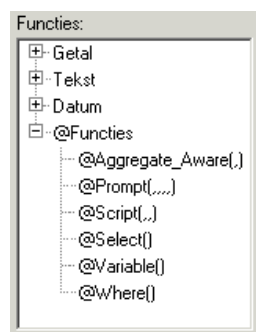 Functies:
Getal
Tekst
Datum
@Functies
@Aggregate_Aware(,)
@Prompt(,,,,)
@Script(,,)
@Select()
@Variable()
@Where()